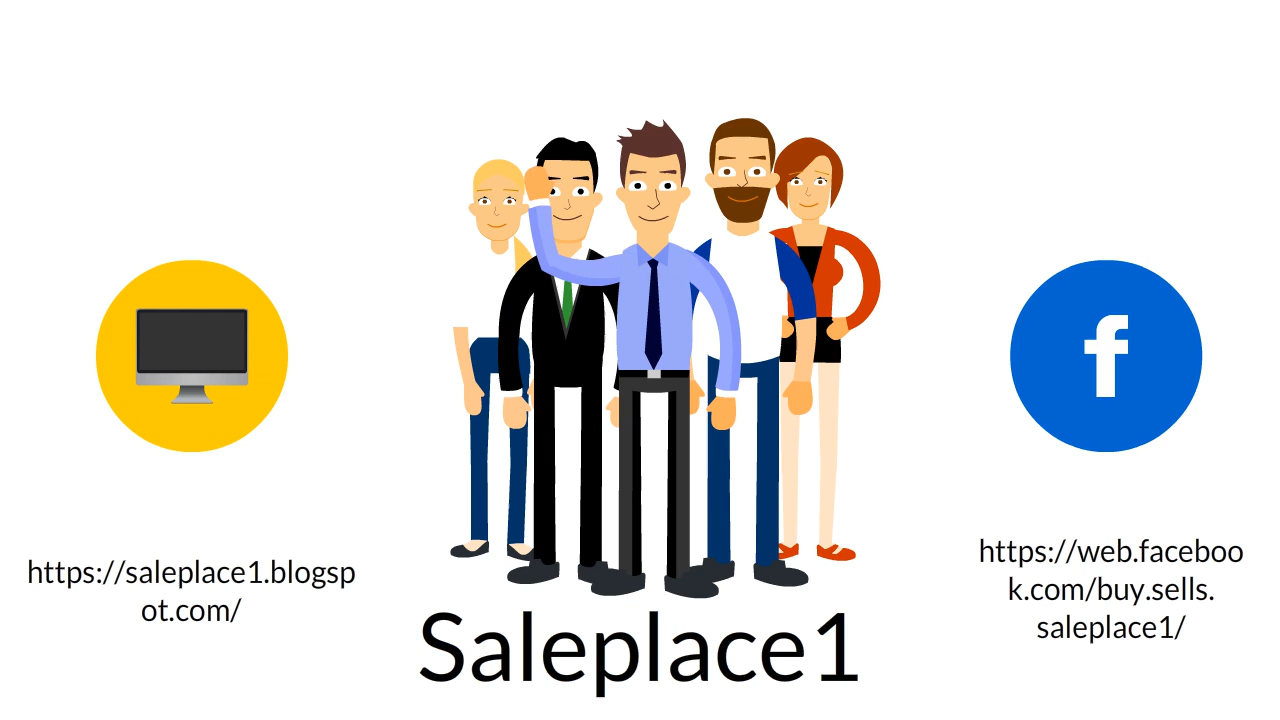 https://saleplace1.blogsp
ot.com/
f
https://web.faceboo
k.com/buy.sells.
saleplace1/
Saleplace1